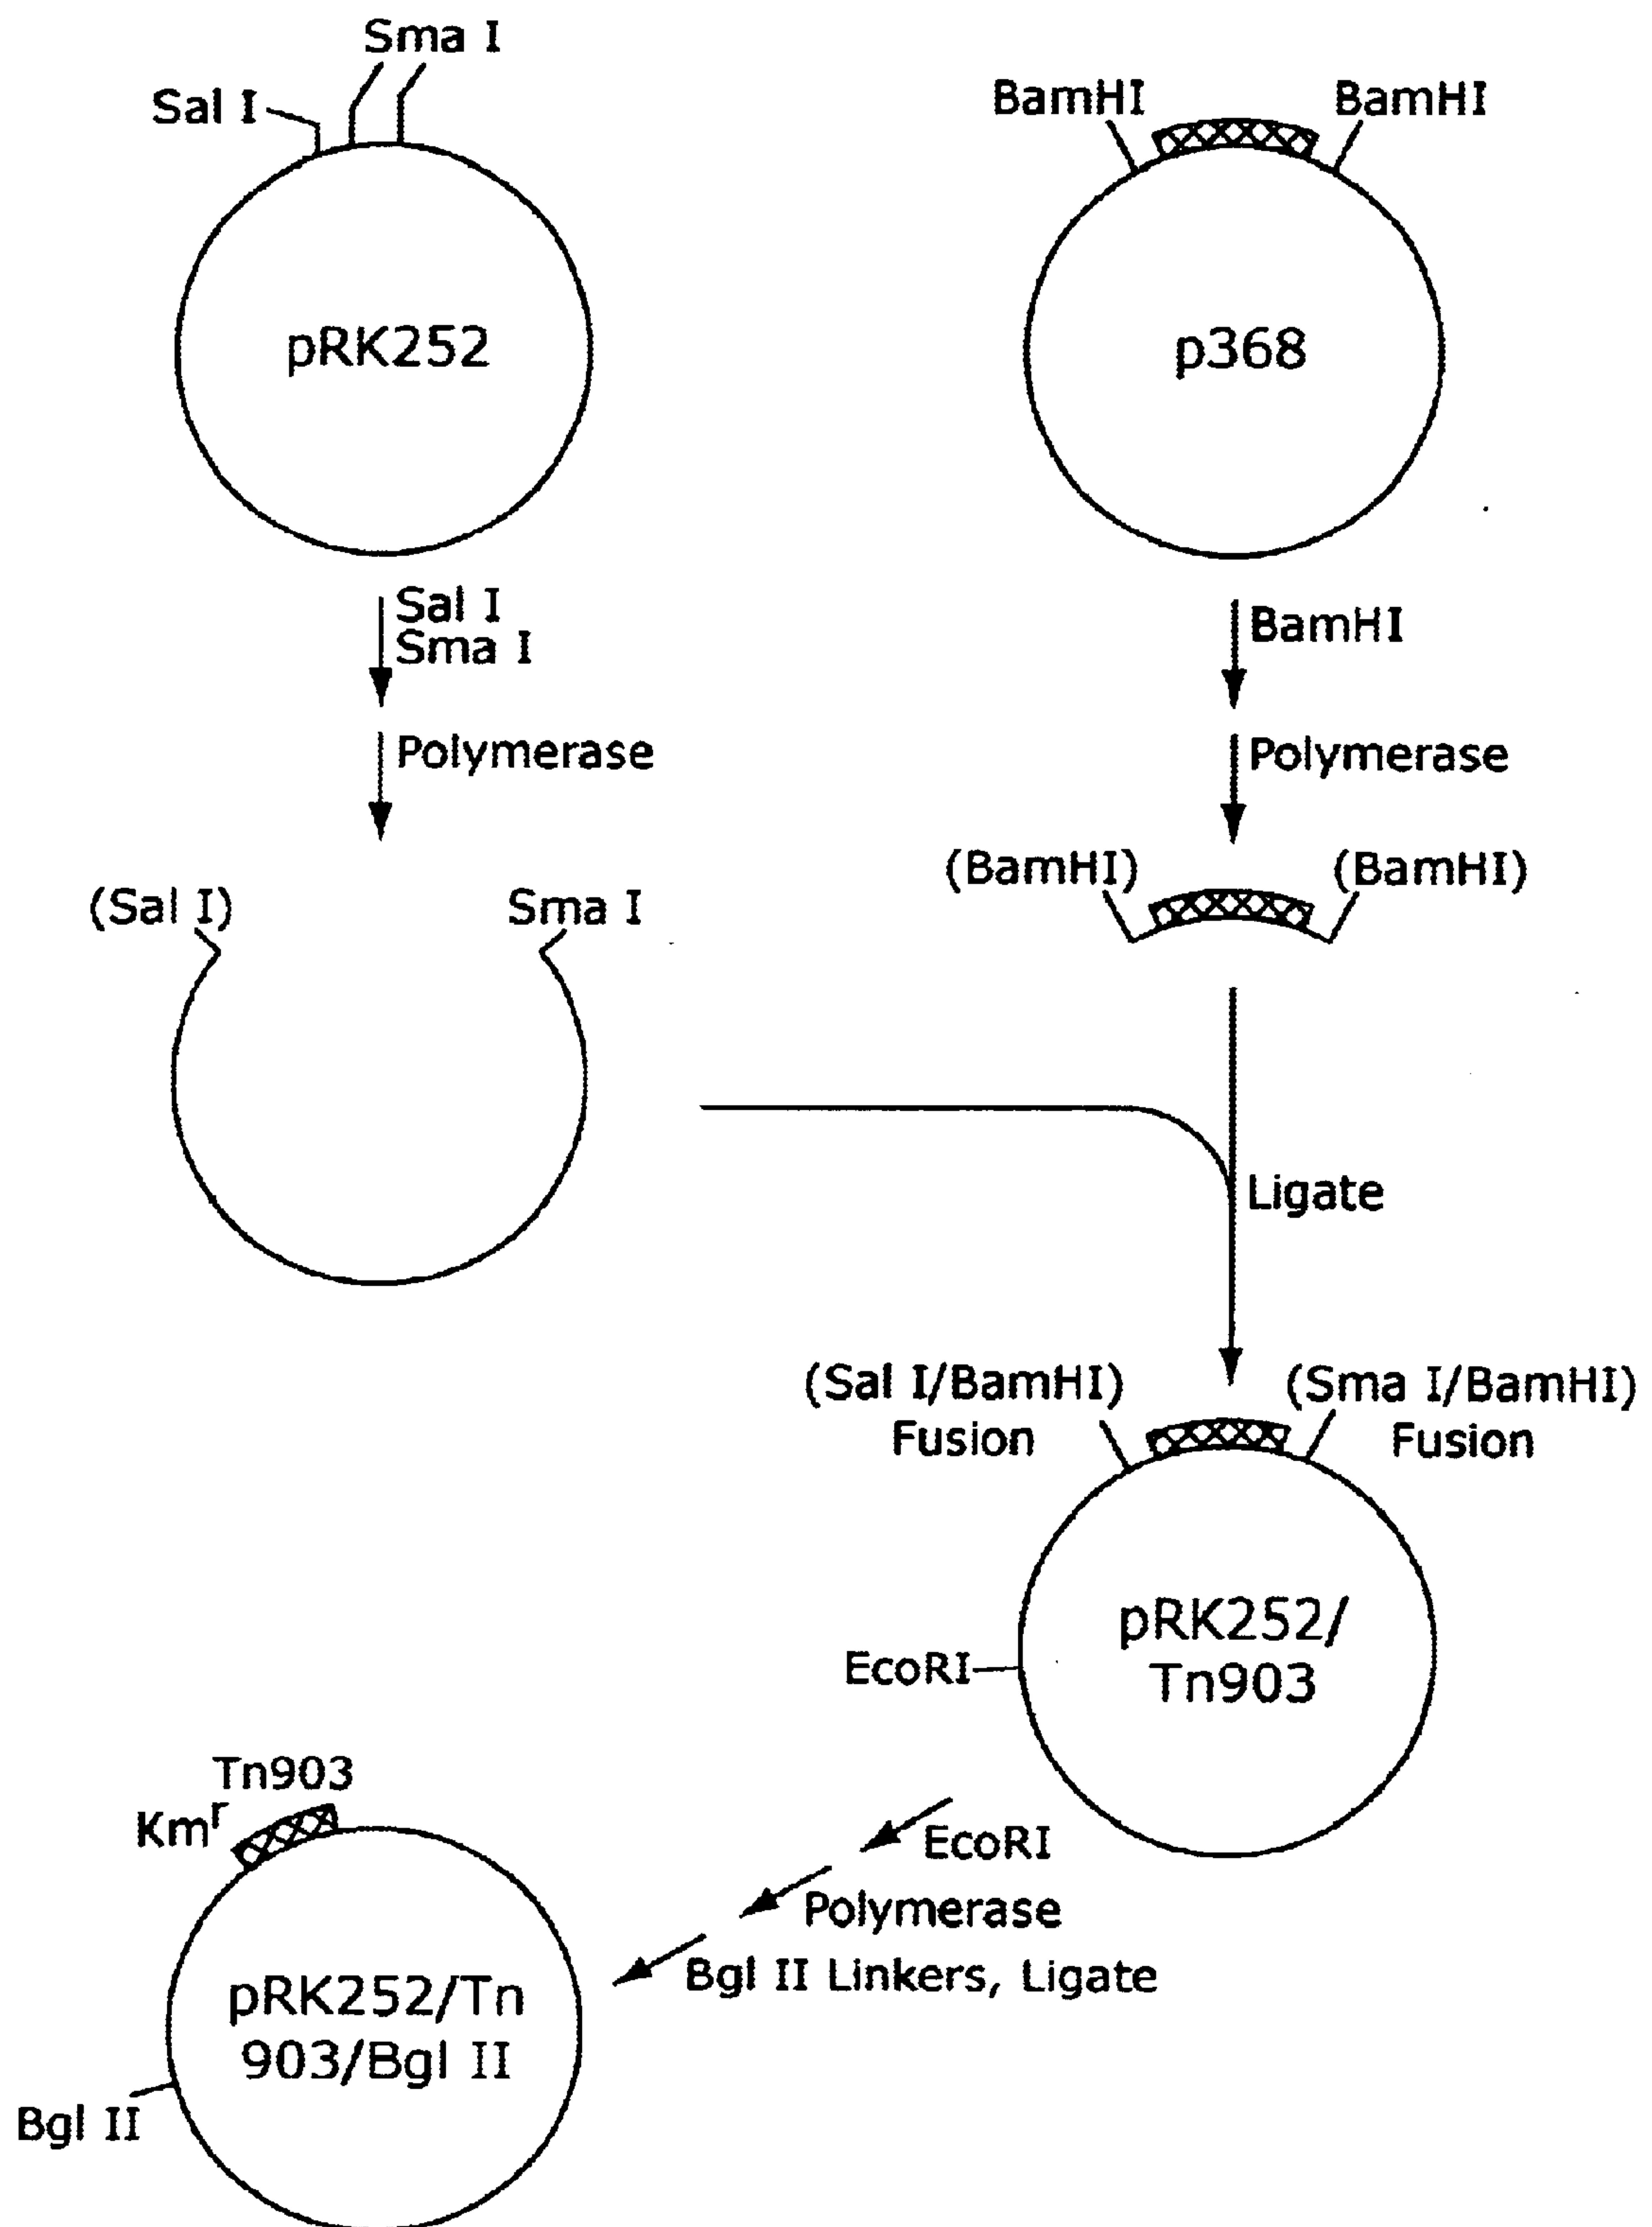 Sma I
Sal I
BamHI
BamHI
pRK252
p368
Sal I
Sma I
BamHI
Polymerase
Polymerase
(BamHI)
(BamHI)
(Sal I)
Sma I
Ligate
(Sal I/BamHI)
Fusion
(Sma I/BamHI)
Fusion
pRK252/
Tn903
EcoRI
Tn903
Kmʳ
EcoRI
Polymerase
Bgl II Linkers, Ligate
pRK252/Tn
903/Bgl II
Bgl II